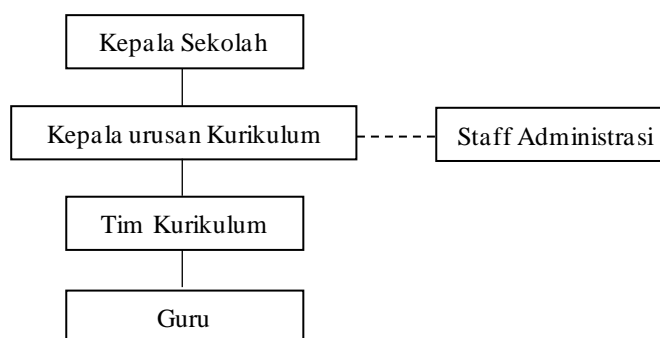 Kepala Sekolah
Kepala urusan Kurikulum
Staff Administrasi
Tim Kurikulum
Guru